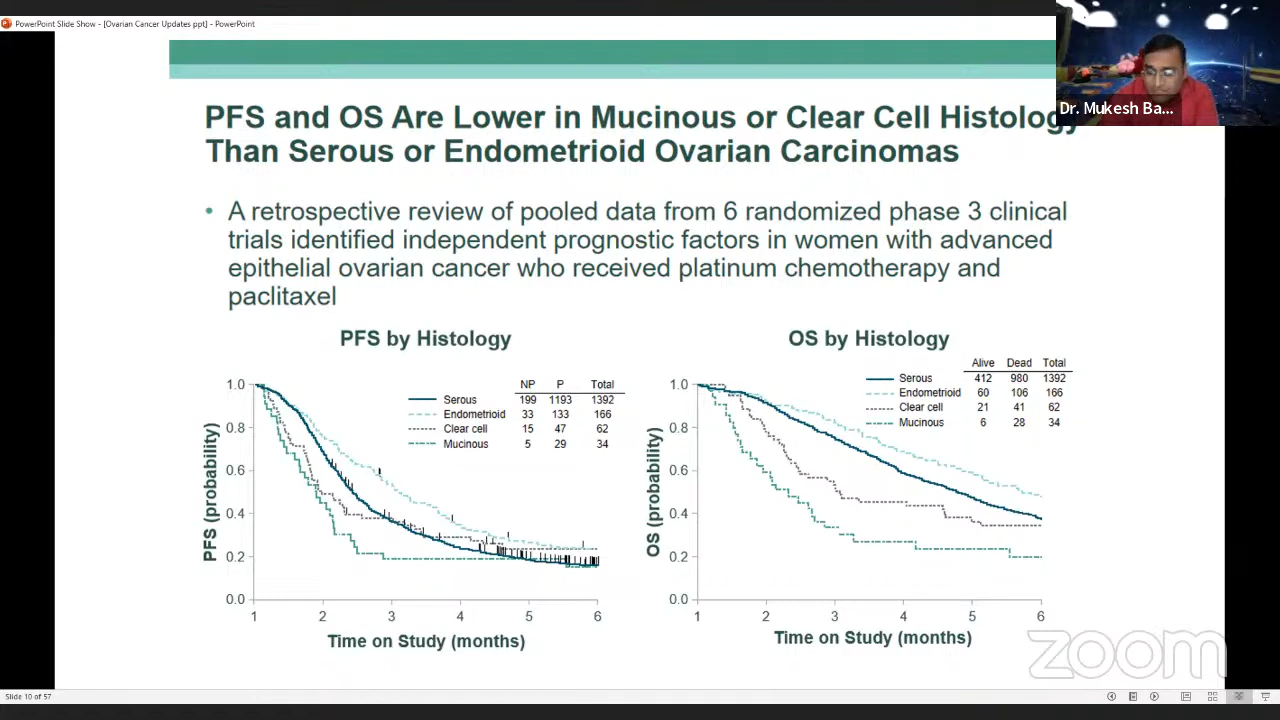 PowerPoint Slide Show - [Ovarian Cancer Updates ppt] - PowerPoint
Dr. Mukesh Ba...
PFS and OS Are Lower in Mucinous or Clear Cell Histology
Than Serous or Endometrioid Ovarian Carcinomas
• A retrospective review of pooled data from 6 randomized phase 3 clinical
trials identified independent prognostic factors in women with advanced
epithelial ovarian cancer who received platinum chemotherapy and
paclitaxel
PFS by Histology
NP P Total
Serous 199 1193 1392
Endometrioid 33 133 166
Clear cell 15 47 62
Mucinous 5 29 34
PFS (probability)
1.0
0.8
0.6
0.4
0.2
0.0
1 2 3 4 5 6
Time on Study (months)
OS by Histology
Alive Dead Total
Serous 412 980 1392
Endometrioid 60 106 166
Clear cell 21 41 62
Mucinous 6 28 34
OS (probability)
1.0
0.8
0.6
0.4
0.2
0.0
1 2 3 4 5 6
Time on Study (months)
zoom
Slide 10 of 57